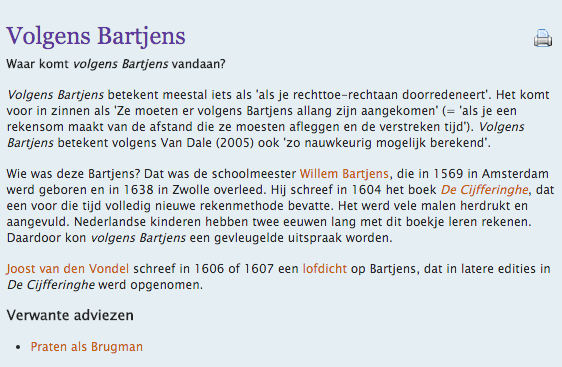 Volgens Bartjens
Waar komt volgens Bartjens vandaan?
Volgens Bartjens betekent meestal iets als 'als je rechttoe-rechtaan doorredeneert'. Het komt
voor in zinnen als 'Ze moeten er volgens Bartjens allang zijn aangekomen' (= 'als je een
rekensom maakt van de afstand die ze moesten afleggen en de verstreken tijd'). Volgens
Bartjens betekent volgens Van Dale (2005) ook 'zo nauwkeurig mogelijk berekend'.
Wie was deze Bartjens? Dat was de schoolmeester Willem Bartjens, die in 1569 in Amsterdam
werd geboren en in 1638 in Zwolle overleed. Hij schreef in 1604 het boek De Cijfferinghe, dat
een voor die tijd volledig nieuwe rekenmethode bevatte. Het werd vele malen herdrukt en
aangevuld. Nederlandse kinderen hebben twee eeuwen lang met dit boekje leren rekenen.
Daardoor kon volgens Bartjens een gevleugelde uitspraak worden.
Joost van den Vondel schreef in 1606 of 1607 een lofdicht op Bartjens, dat in latere edities in
De Cijfferinghe werd opgenomen.
Verwante adviezen
• Praten als Brugman